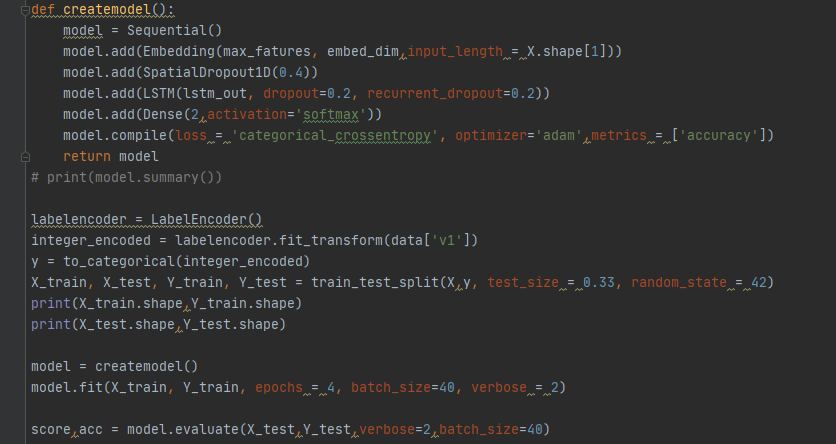 def createmodel():
    model = Sequential()
    model.add(Embedding(max_fatures, embed_dim,input_length = X.shape[1]))
    model.add(SpatialDropout1D(0.4))
    model.add(LSTM(lstm_out, dropout=0.2, recurrent_dropout=0.2))
    model.add(Dense(2,activation='softmax'))
    model.compile(loss = 'categorical_crossentropy', optimizer='adam',metrics = ['accuracy'])
    return model
# print(model.summary())

labelencoder = LabelEncoder()
integer_encoded = labelencoder.fit_transform(data['v1'])
y = to_categorical(integer_encoded)
X_train, X_test, Y_train, Y_test = train_test_split(X,y, test_size = 0.33, random_state = 42)
print(X_train.shape,Y_train.shape)
print(X_test.shape,Y_test.shape)

model = createmodel()
model.fit(X_train, Y_train, epochs = 4, batch_size=40, verbose = 2)

score,acc = model.evaluate(X_test,Y_test,verbose=2,batch_size=40)